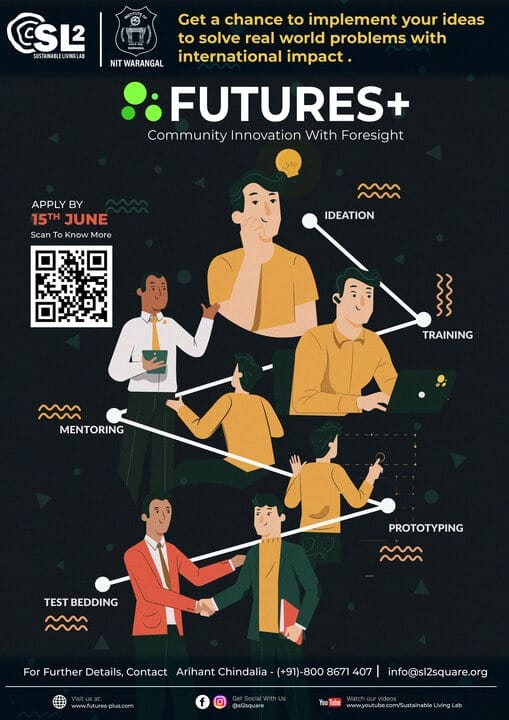 CSL2
SUSTAINABLE LIVING LAB
NIT WARANGAL
Get a chance to implement your ideas
to solve real world problems with
international impact .
FUTURES+
Community Innovation With Foresight
APPLY BY
15TH JUNE
Scan To Know More
IDEATION
TRAINING
MENTORING
PROTOTYPING
TEST BEDDING
For Further Details, Contact Arihant Chindalia - (+91)-800 8671 407 | info@sl2square.org
Visit us at:
www.futures-plus.com
Get Social With Us
@sl2square
YouTube
Watch our videos
www.youtube.com/Sustainable Living Lab